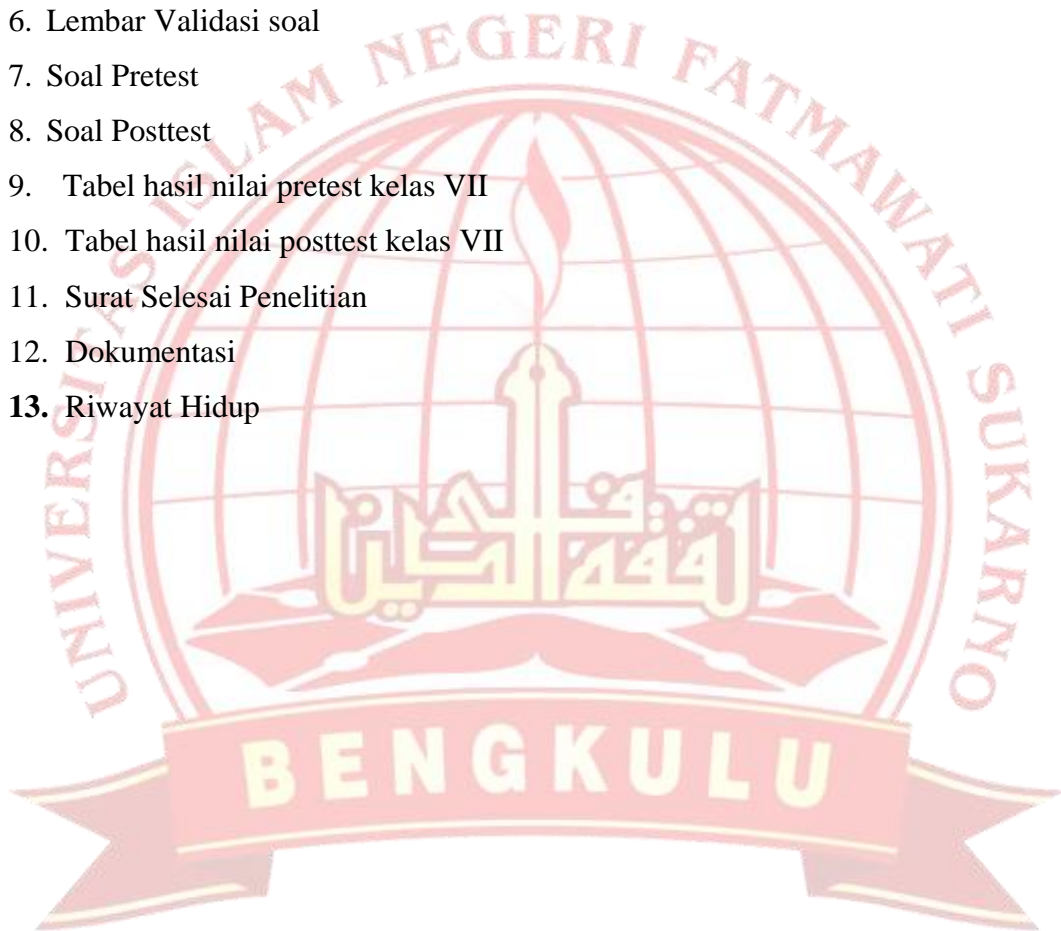 6. Lembar Validasi soal
7. Soal Pretest
8. Soal Posttest
9. Tabel hasil nilai pretest kelas VII
10. Tabel hasil nilai posttest kelas VII
11. Surat Selesai Penelitian
12. Dokumentasi
13. Riwayat Hidup
UNIVERSITAS ISLAM NEGERI FATMAWATI SUKARNO
BENGKULU